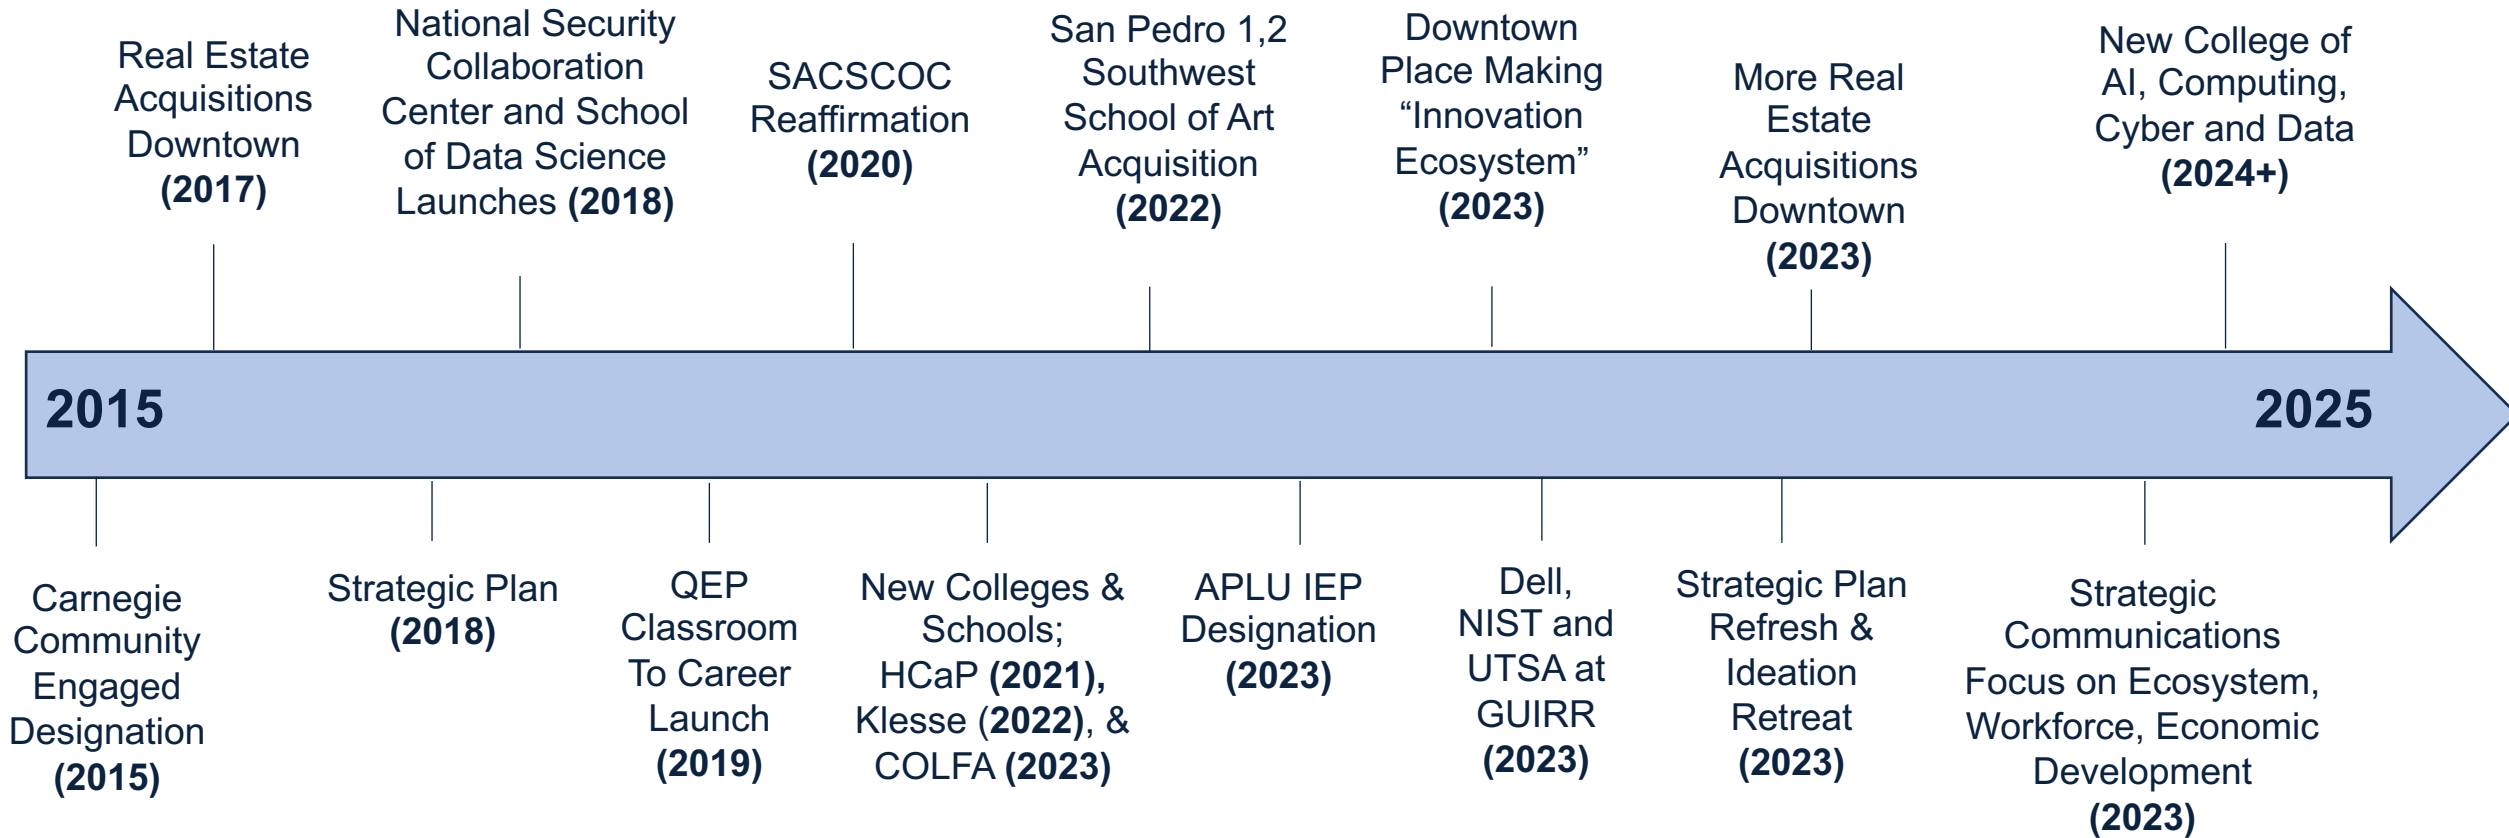 Real Estate
Acquisitions
Downtown
(2017)
National Security
Collaboration
Center and School
of Data Science
Launches (2018)
SACSCOC
Reaffirmation
(2020)
San Pedro 1,2
Southwest
School of Art
Acquisition
(2022)
Downtown
Place Making
“Innovation
Ecosystem”
(2023)
More Real
Estate
Acquisitions
Downtown
(2023)
New College of
AI, Computing,
Cyber and Data
(2024+)
2015
2025
Carnegie
Community
Engaged
Designation
(2015)
Strategic Plan
(2018)
QEP
Classroom
To Career
Launch
(2019)
New Colleges &
Schools;
HCaP (2021),
Klesse (2022), &
COLFA (2023)
APLU IEP
Designation
(2023)
Dell,
NIST and
UTSA at
GUIRR
(2023)
Strategic Plan
Refresh &
Ideation
Retreat
(2023)
Strategic
Communications
Focus on Ecosystem,
Workforce, Economic
Development
(2023)